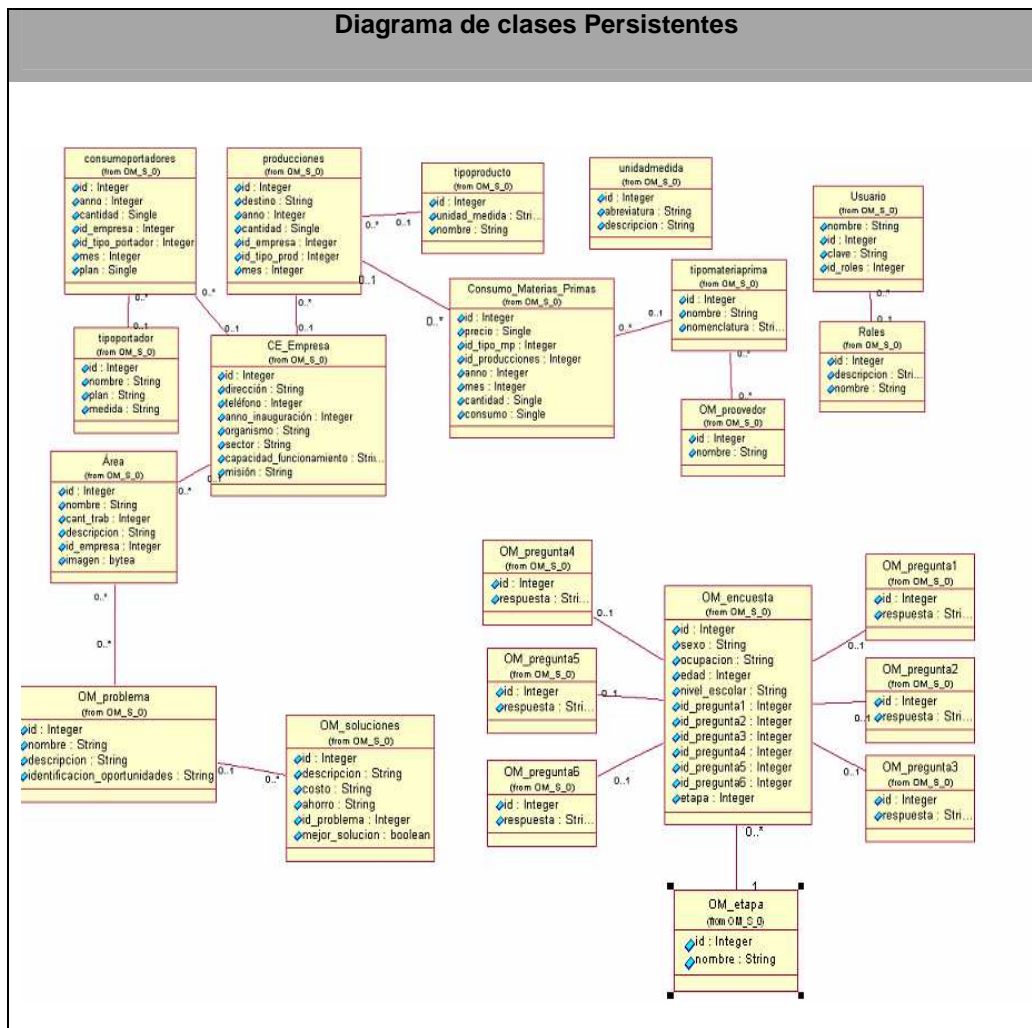 Diagrama de clases Persistentes
consumoportadores
(from OM_S_0)
id : Integer
anno : Integer
cantidad : Single
id_empresa : Integer
id_tipo_portador : Integer
mes : Integer
plan : Single
producciones
(from OM_S_0)
id : Integer
destino : String
anno : Integer
cantidad : Single
id_empresa : Integer
id_tipo_prod : Integer
mes : Integer
tipoproducto
(from OM_S_0)
id : Integer
unidad_medida : Stri...
nombre : String
unidadmedida
(from OM_S_0)
id : Integer
abreviatura : String
descripcion : String
Usuario
(from OM_S_0)
nombre : String
id : Integer
clave : String
id_roles : Integer
0..*
0..1
0..1
0..*
0..*
0..*
0..*
0..1
0..1
0..1
Consumo_Materias_Primas
(from OM_S_0)
id : Integer
precio : Single
id_tipo_mp : Integer
id_producciones : Integer
anno : Integer
mes : Integer
cantidad : Single
consumo : Single
0..*
0..1
tipomateriaprima
(from OM_S_0)
id : Integer
nombre : String
nomenclatura : Stri...
0..*
0..1
Roles
(from OM_S_0)
id : Integer
descripcion : Stri...
nombre : String
tipoportador
(from OM_S_0)
id : Integer
nombre : String
plan : String
medida : String
CE_Empresa
(from OM_S_0)
id : Integer
dirección : String
teléfono : Integer
anno_inauguración : Integer
organismo : String
sector : String
capacidad_funcionamiento : Stri...
misión : String
0..*
0..*
OM_proovedor
(from OM_S_0)
id : Integer
nombre : String
Área
(from OM_S_0)
id : Integer
nombre : String
cant_trab : Integer
descripcion : String
id_empresa : Integer
imagen : bytea
0..*
0..1
0..*
0..*
OM_problema
(from OM_S_0)
id : Integer
nombre : String
descripcion : String
identificacion_oportunidades : String
0..1
0..*
OM_soluciones
(from OM_S_0)
id : Integer
descripcion : String
costo : String
ahorro : String
id_problema : Integer
mejor_solucion : boolean
OM_pregunta4
(from OM_S_0)
id : Integer
respuesta : Stri...
0..1
OM_pregunta5
(from OM_S_0)
id : Integer
respuesta : Stri...
0..1
OM_pregunta6
(from OM_S_0)
id : Integer
respuesta : Stri...
0..1
OM_encuesta
(from OM_S_0)
id : Integer
sexo : String
ocupacion : String
edad : Integer
nivel_escolar : String
id_pregunta1 : Integer
id_pregunta2 : Integer
id_pregunta3 : Integer
id_pregunta4 : Integer
id_pregunta5 : Integer
id_pregunta6 : Integer
etapa : Integer
OM_pregunta1
(from OM_S_0)
id : Integer
respuesta : Stri...
0..1
OM_pregunta2
(from OM_S_0)
id : Integer
respuesta : Stri...
0..1
OM_pregunta3
(from OM_S_0)
id : Integer
respuesta : Stri...
0..1
0..*
1
OM_etapa
(from OM_S_0)
id : Integer
nombre : String